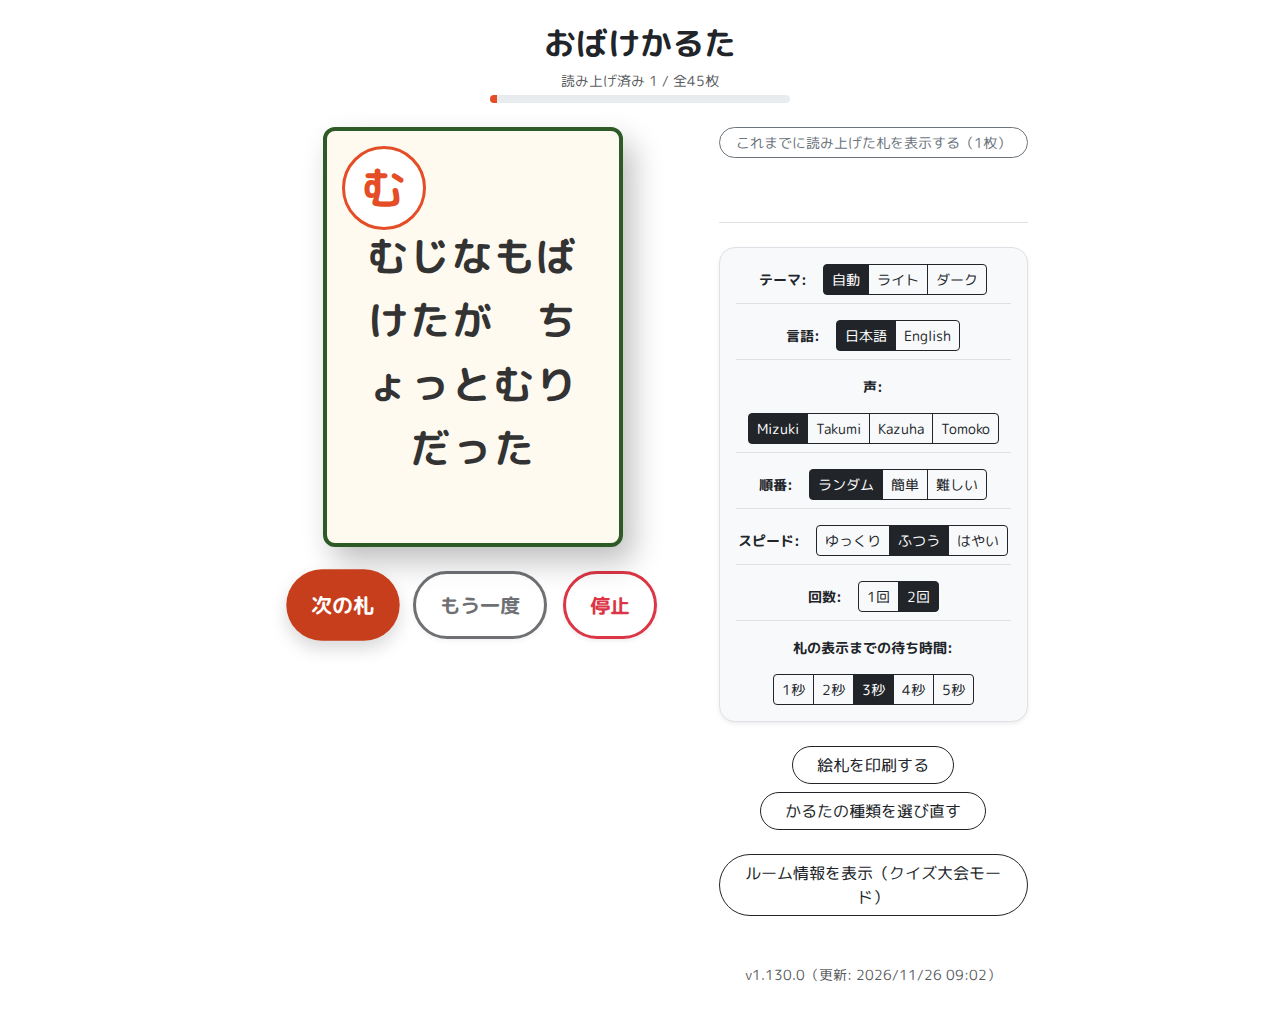 おばけかるた
読み上げ済み 1 / 全45枚
む
むじなもば
けたが　ち
ょっとむり
だった
次の札
もう一度
停止
これまでに読み上げた札を表示する（1枚）
テーマ: 自動 ライト ダーク
言語: 日本語 English
声:
Mizuki Takumi Kazuha Tomoko
順番: ランダム 簡単 難しい
スピード: ゆっくり ふつう はやい
回数: 1回 2回
札の表示までの待ち時間:
1秒 2秒 3秒 4秒 5秒
絵札を印刷する
かるたの種類を選び直す
ルーム情報を表示（クイズ大会モー
ド）
v1.130.0（更新: 2026/11/26 09:02）